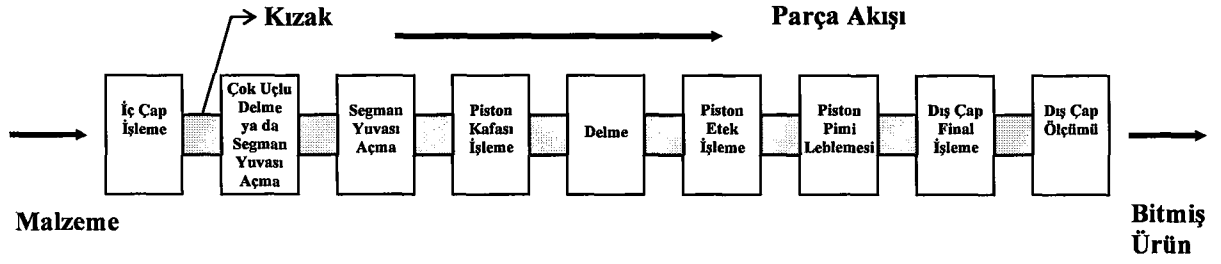 Kızak
Parça Akışı
İç Çap
İşleme
Çok Uçlu
Delme
ya da
Segman
Yuvası
Açma
Segman
Yuvası
Açma
Piston
Kafası
İşleme
Delme
Piston
Etek
İşleme
Piston
Pimi
Leblemesi
Dış Çap
Final
İşleme
Dış Çap
Ölçümü
Malzeme
Bitmiş
Ürün